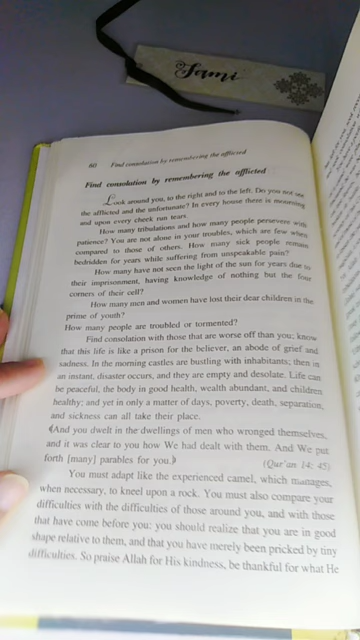 Sami
60 Find consolation by remembering the afflicted
Find consolation by remembering the afflicted
Look around you, to the right and to the left. Do you not see
the afflicted and the unfortunate? In every house there is mourning
and upon every cheek run tears.
How many tribulations and how many people persevere with
patience? You are not alone in your troubles, which are few when
compared to those of others. How many sick people remain
bedridden for years while suffering from unspeakable pain?
How many have not seen the light of the sun for years due to
their imprisonment, having knowledge of nothing but the four
corners of their cell?
How many men and women have lost their dear children in the
prime of youth?
How many people are troubled or tormented?
Find consolation with those that are worse off than you; know
that this life is like a prison for the believer, an abode of grief and
sadness. In the morning castles are bustling with inhabitants; then in
an instant, disaster occurs, and they are empty and desolate. Life can
be peaceful, the body in good health, wealth abundant, and children
healthy; and yet in only a matter of days, poverty, death, separation,
and sickness can all take their place.
﴾And you dwelt in the dwellings of men who wronged themselves,
and it was clear to you how We had dealt with them. And We put
forth [many] parables for you.﴿ (Qur'an 14: 45)
You must adapt like the experienced camel, which manages,
when necessary, to kneel upon a rock. You must also compare your
difficulties with the difficulties of those around you, and with those
that have come before you: you should realize that you are in good
shape relative to them, and that you have merely been pricked by tiny
difficulties. So praise Allah for His kindness, be thankful for what He